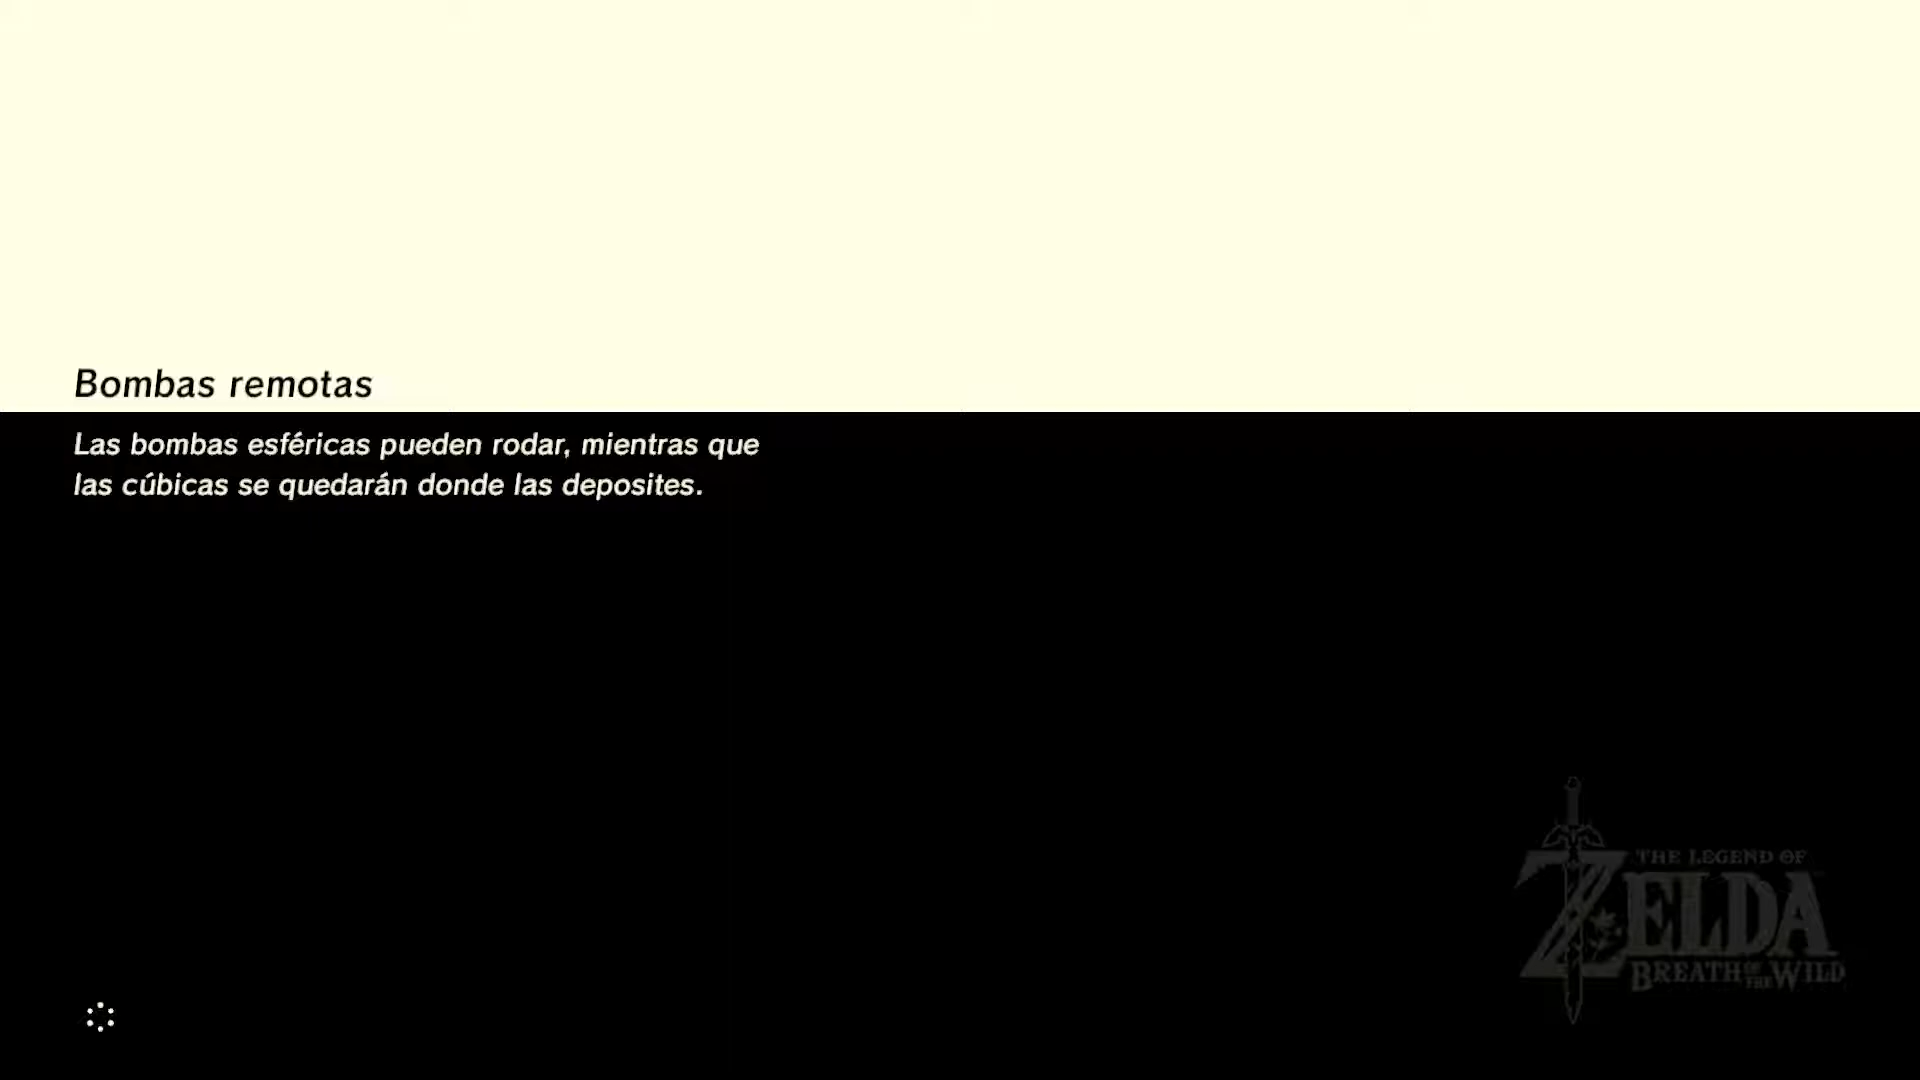 Bombas remotas
Las bombas esféricas pueden rodar, mientras que
las cúbicas se quedarán donde las deposites.
THE LEGEND OF
ZELDA
BREATH OF THE WILD